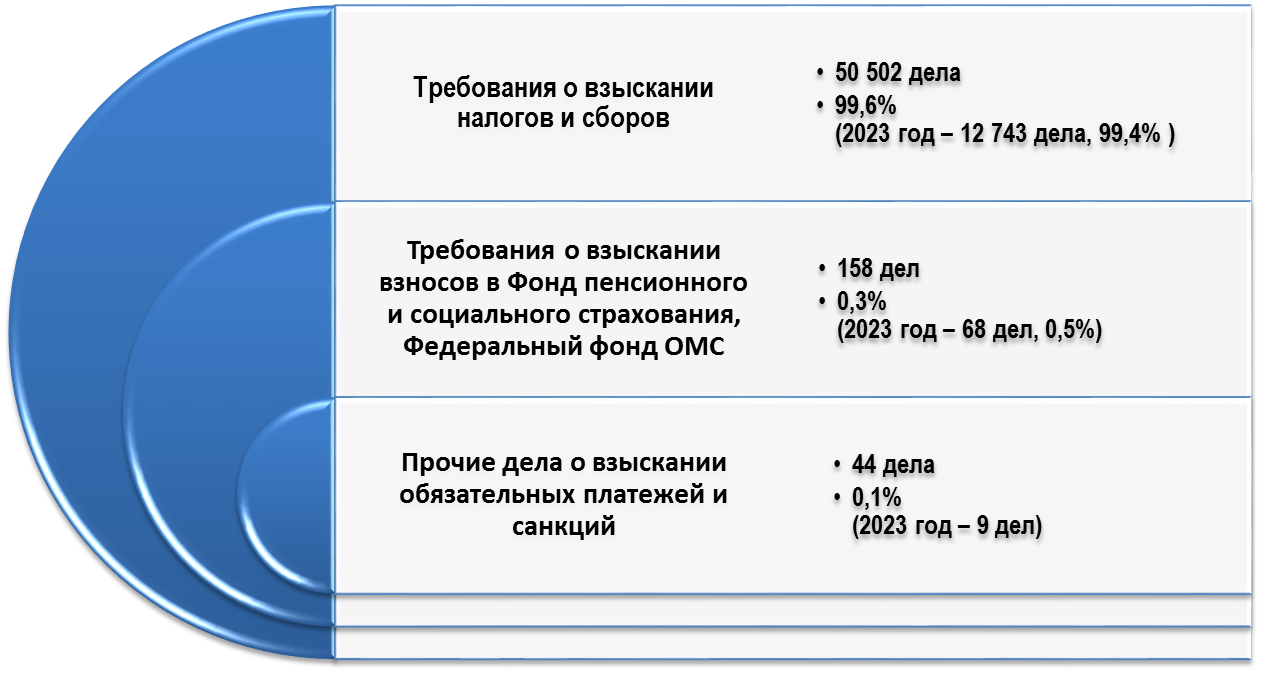 Требования о взыскании
налогов и сборов
• 50 502 дела
• 99,6%
(2023 год – 12 743 дела, 99,4% )
Требования о взыскании
взносов в Фонд пенсионного
и социального страхования,
Федеральный фонд ОМС
• 158 дел
• 0,3%
(2023 год – 68 дел, 0,5%)
Прочие дела о взыскании
обязательных платежей и
санкций
• 44 дела
• 0,1%
(2023 год – 9 дел)